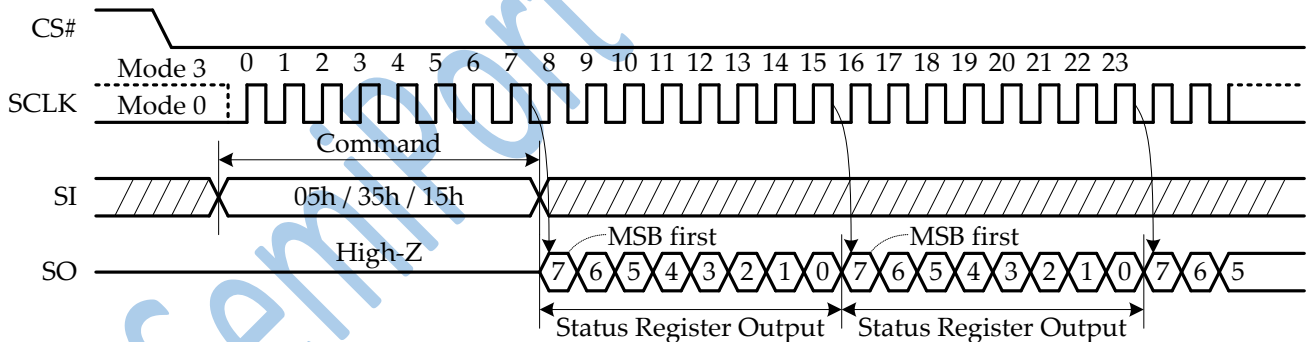 CS#
Mode 3
0 1 2 3 4 5 6 7 8 9 10 11 12 13 14 15 16 17 18 19 20 21 22 23
SCLK
Mode 0
Command
SI
05h / 35h / 15h
High-Z
MSB first
MSB first
SO
7 6 5 4 3 2 1 0 7 6 5 4 3 2 1 0 7 6 5
Status Register Output
Status Register Output
SemiPort